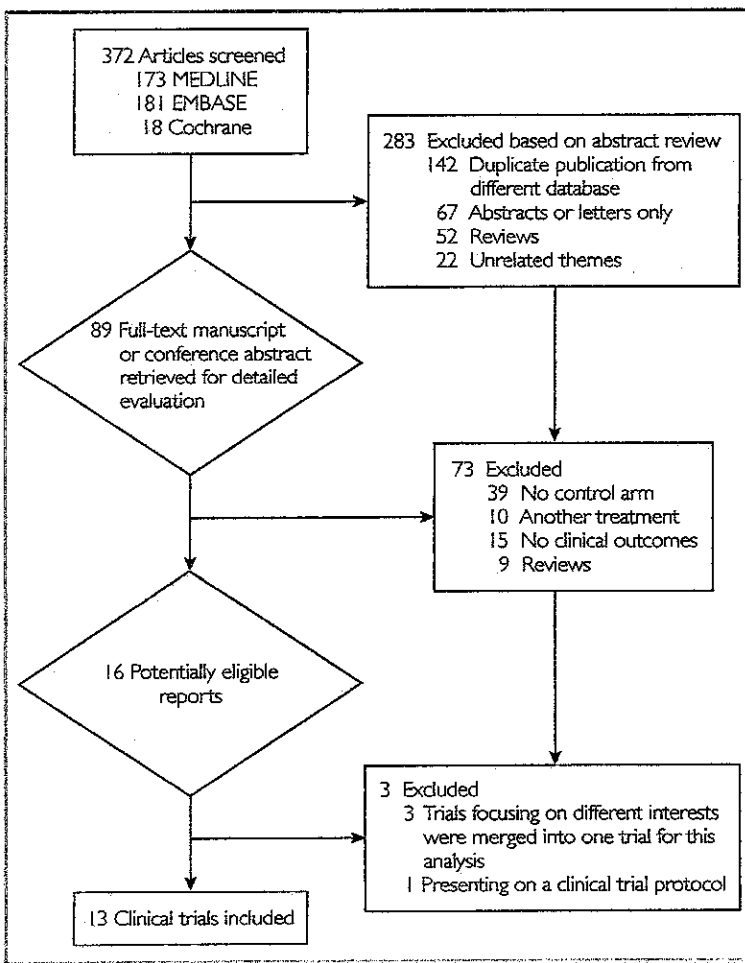 372 Articles screened
173 MEDLINE
181 EMBASE
18 Cochrane
283 Excluded based on abstract review
142 Duplicate publication from
different database
67 Abstracts or letters only
52 Reviews
22 Unrelated themes
89 Full-text manuscript
or conference abstract
retrieved for detailed
evaluation
73 Excluded
39 No control arm
10 Another treatment
15 No clinical outcomes
9 Reviews
16 Potentially eligible
reports
3 Excluded
3 Trials focusing on different interests
were merged into one trial for this
analysis
1 Presenting on a clinical trial protocol
13 Clinical trials included